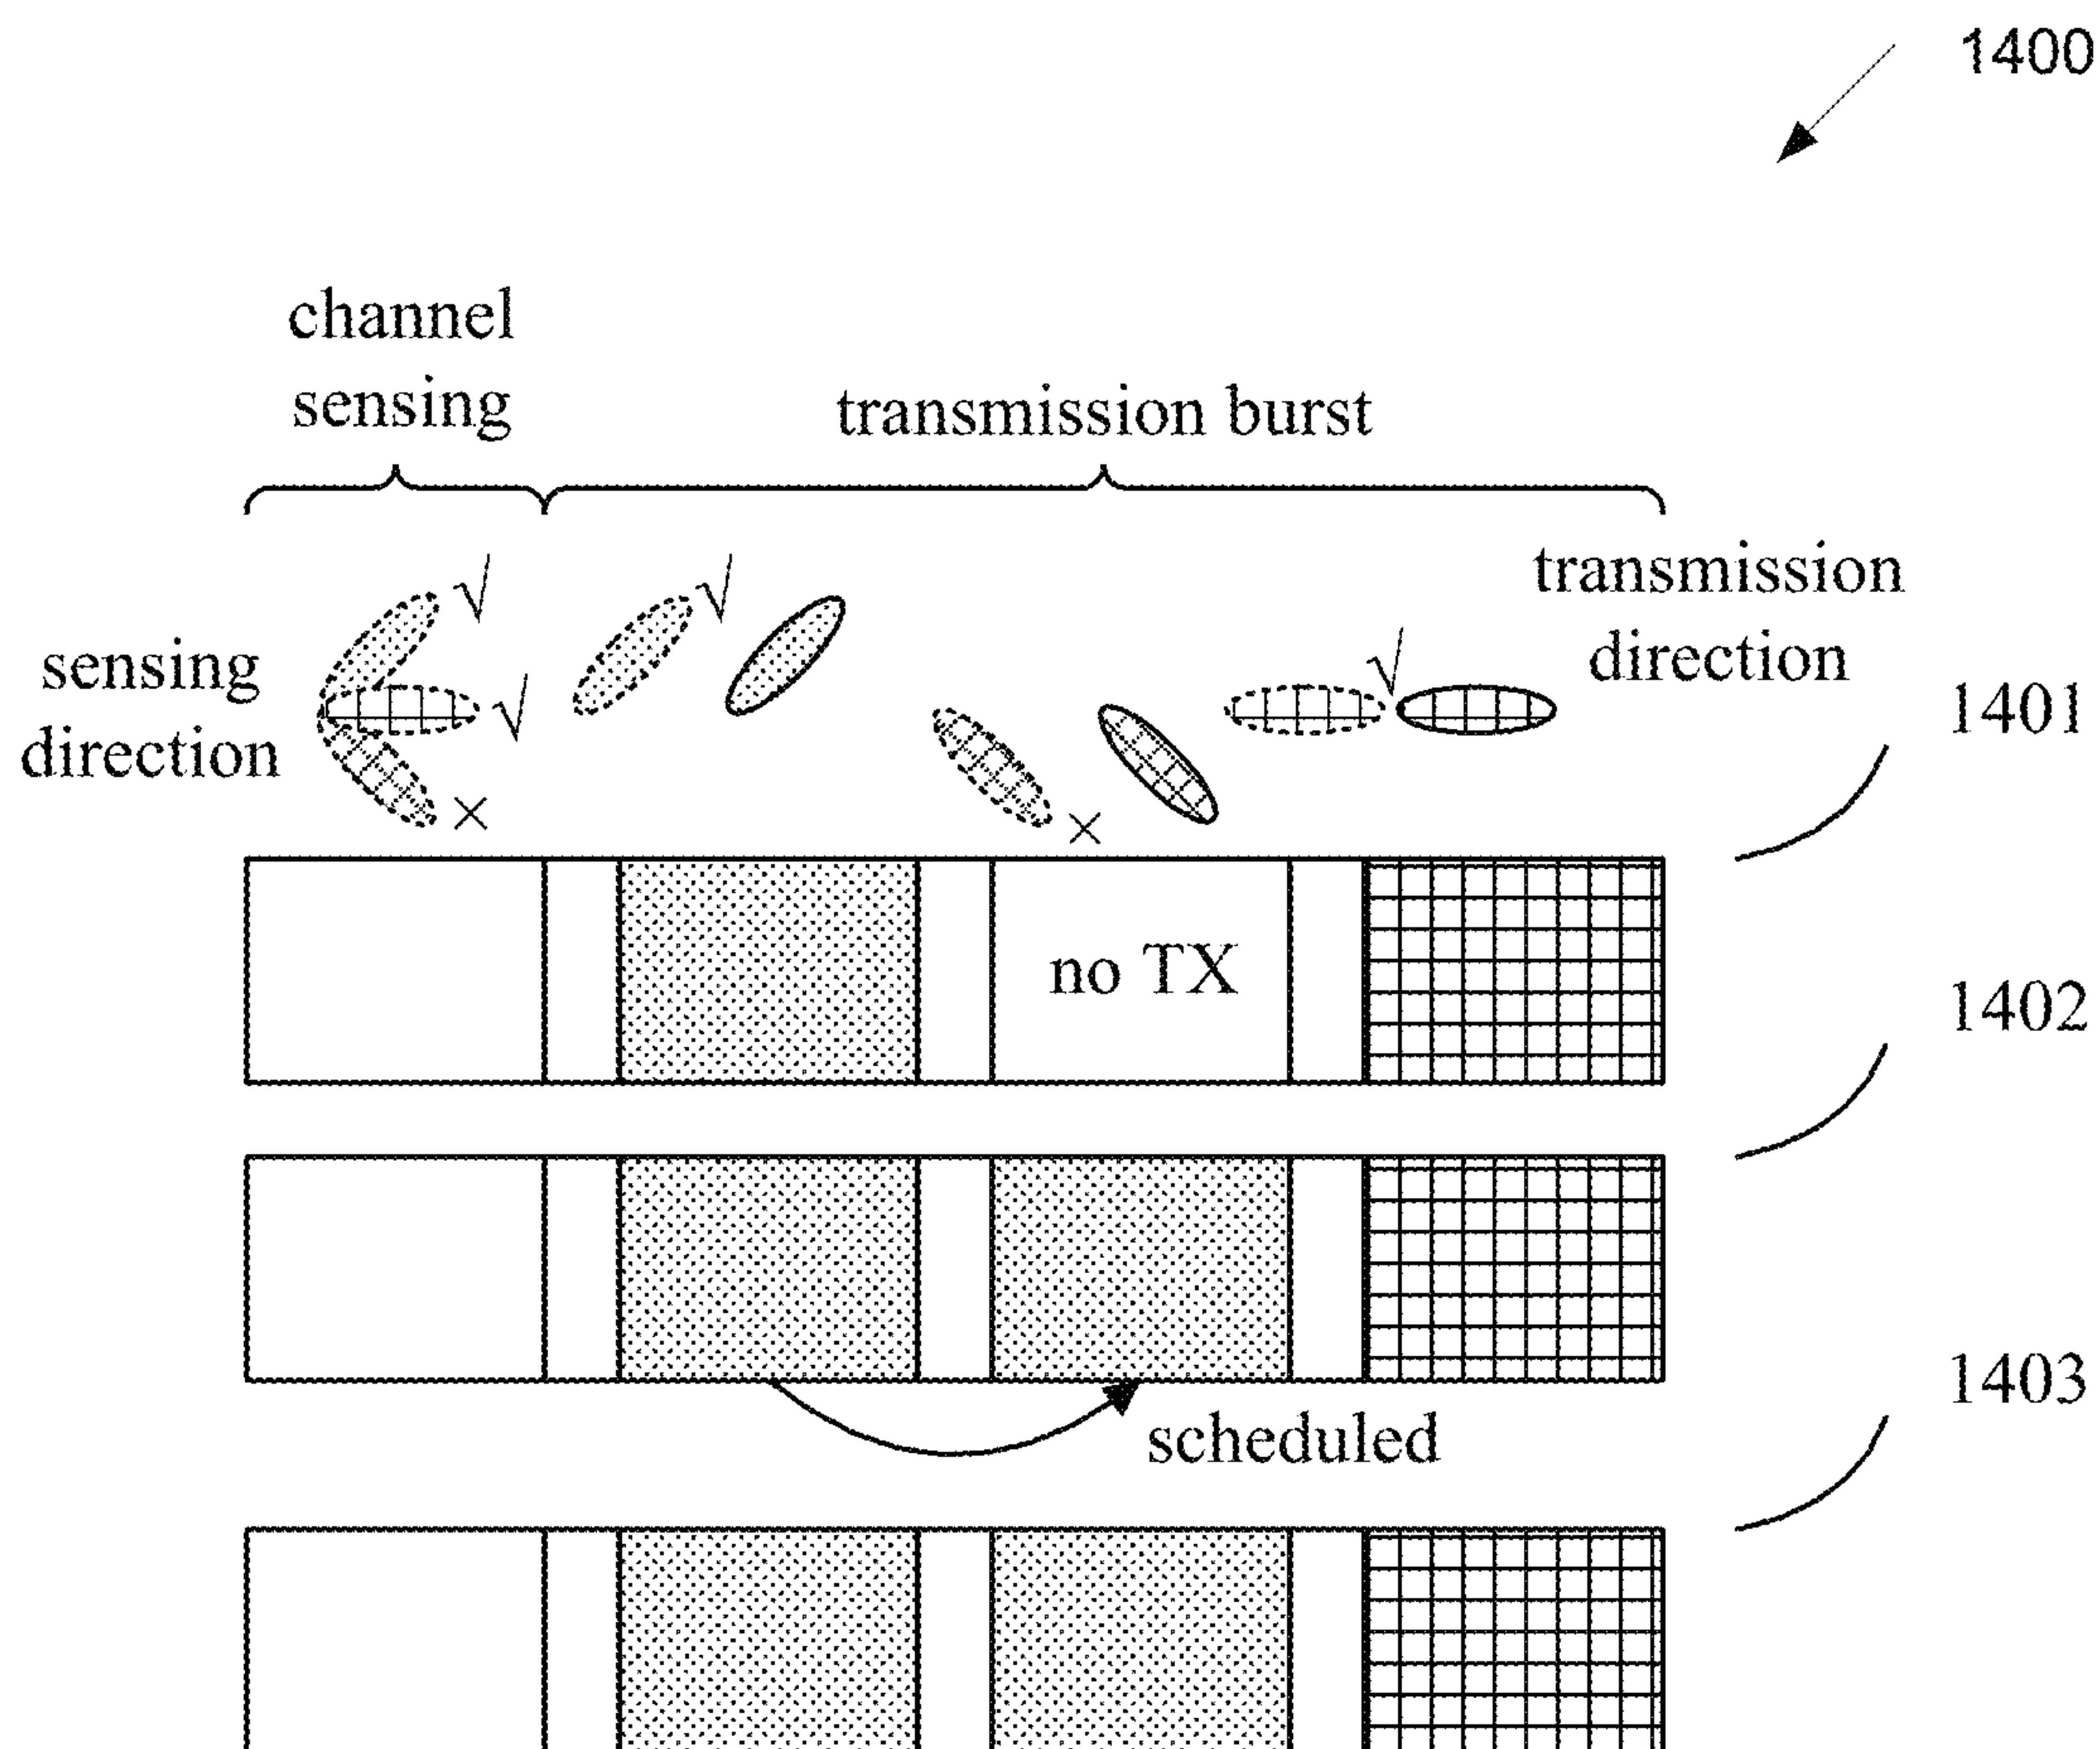 1400
channel
sensing
transmission burst
transmission
direction
sensing
direction
√
√
√
√
×
×
1401
no TX
1402
1403
scheduled